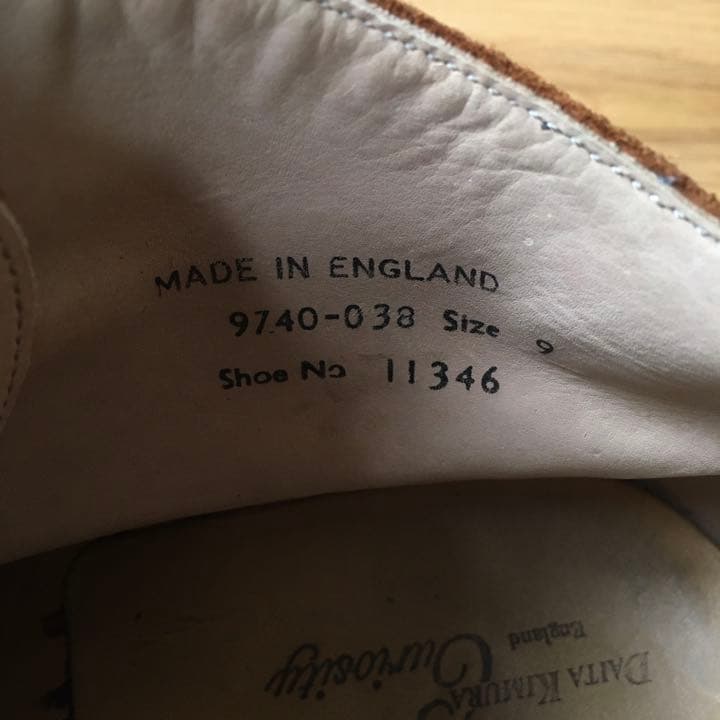 MADE IN ENGLAND
9740-038 Size 9
Shoe No 11346
DAITA KIMURA
England
Curiosity